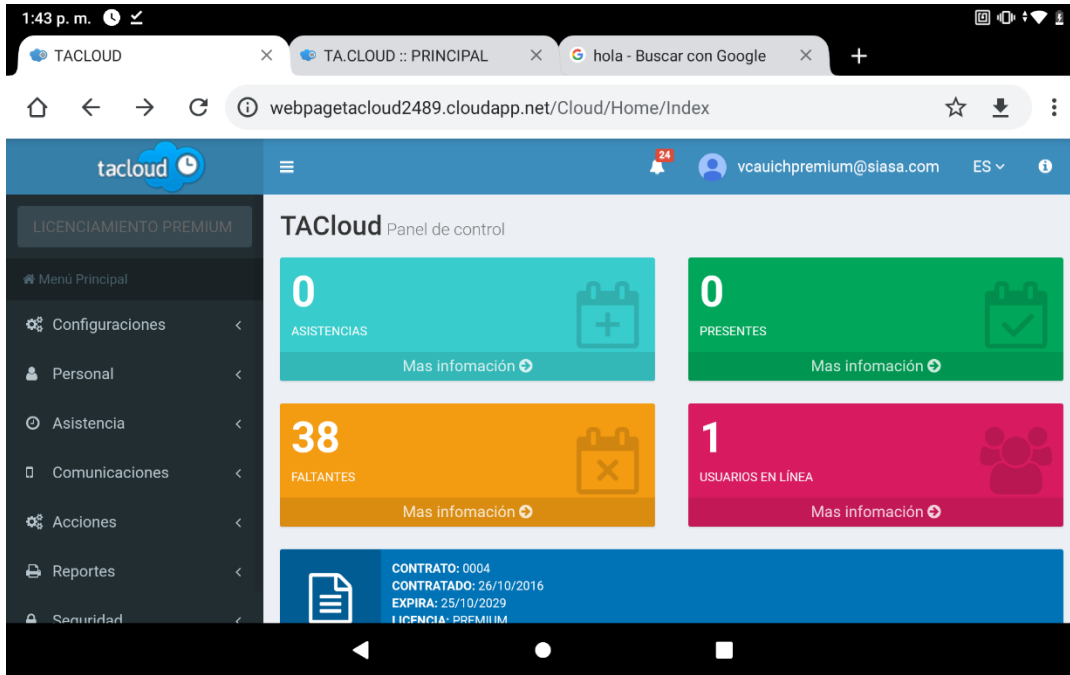 1:43 p. m.
TACLOUD
TA.CLOUD :: PRINCIPAL
hola - Buscar con Google
webpagetacloud2489.cloudapp.net/Cloud/Home/Index
tacloud
24
vcauichpremium@siasa.com
ES
LICENCIAMIENTO PREMIUM
TACloud Panel de control
Menú Principal
Configuraciones
Personal
Asistencia
Comunicaciones
Acciones
Reportes
Seguridad
0
ASISTENCIAS
Mas infomación
0
PRESENTES
Mas infomación
38
FALTANTES
Mas infomación
1
USUARIOS EN LÍNEA
Mas infomación
CONTRATO: 0004
CONTRATADO: 26/10/2016
EXPIRA: 25/10/2029
LICENCIA: PREMIUM